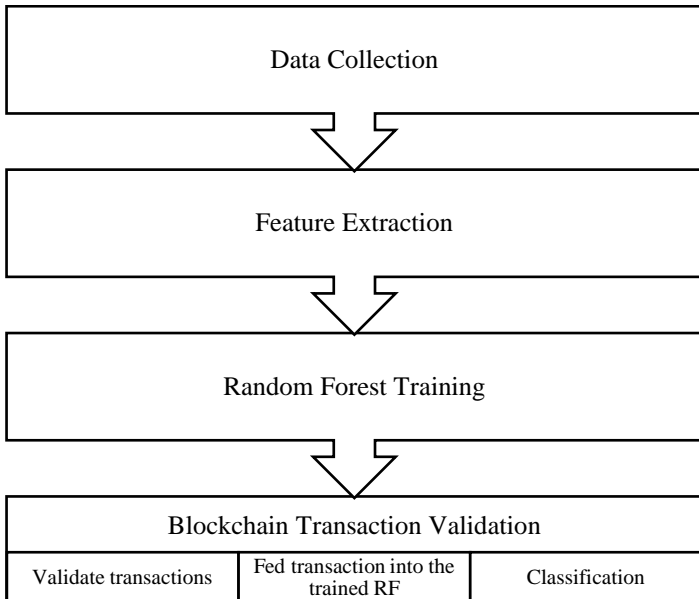 Data Collection
Feature Extraction
Random Forest Training
Blockchain Transaction Validation
Validate transactions
Fed transaction into the
trained RF
Classification